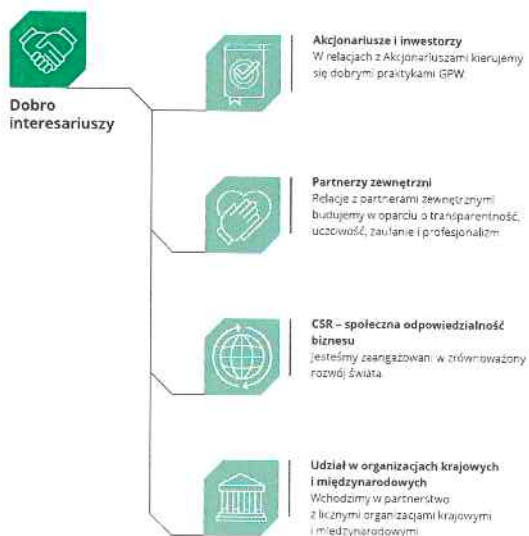 Dobro
interesariuszy
Akcjonariusze i inwestorzy
W relacjach z Akcjonariuszami kierujemy
się dobrymi praktykami GPW.
Partnerzy zewnętrzni
Relacje z partnerami zewnętrznymi
budujemy w oparciu o transparentność,
uczciwość, zaufanie i profesjonalizm
CSR – społeczna odpowiedzialność
biznesu
Jesteśmy zaangażowani w zrównoważony
rozwój świata.
Udział w organizacjach krajowych
i międzynarodowych
Wchodzimy w partnerstwo
z licznymi organizacjami krajowymi
i międzynarodowymi